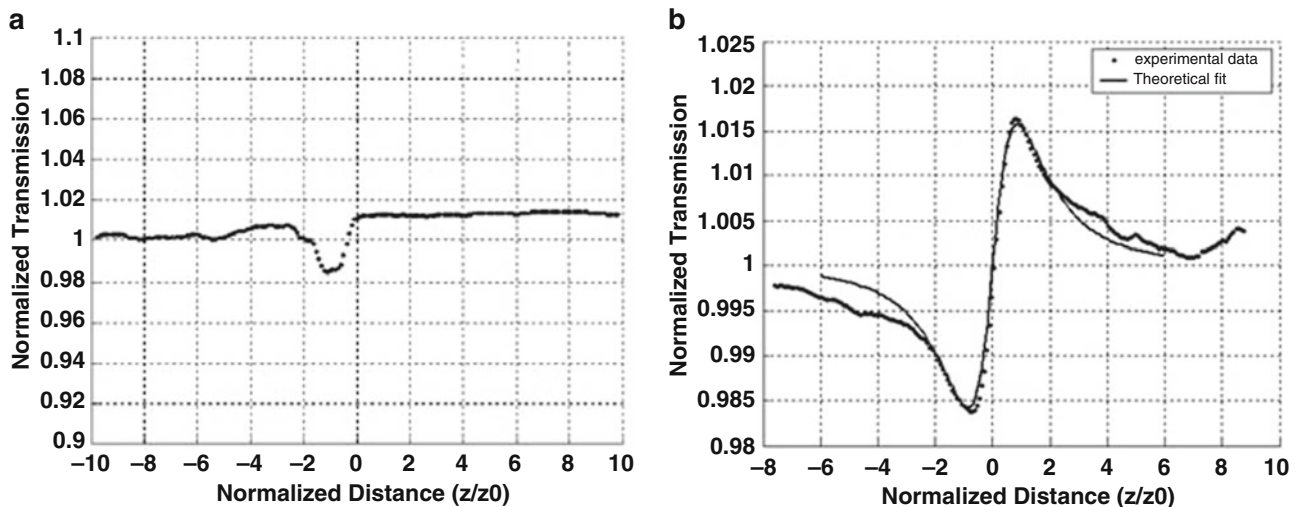 a
1.1
1.08
1.06
1.04
1.02
1
0.98
0.96
0.94
0.92
0.9
Normalized Transmission
−10 −8 −6 −4 −2 0 2 4 6 8 10
Normalized Distance (z/z0)
b
1.025
1.02
1.015
1.01
1.005
1
0.995
0.99
0.985
0.98
Normalized Transmission
experimental data
Theoretical fit
−8 −6 −4 −2 0 2 4 6 8 10
Normalized Distance (z/z0)